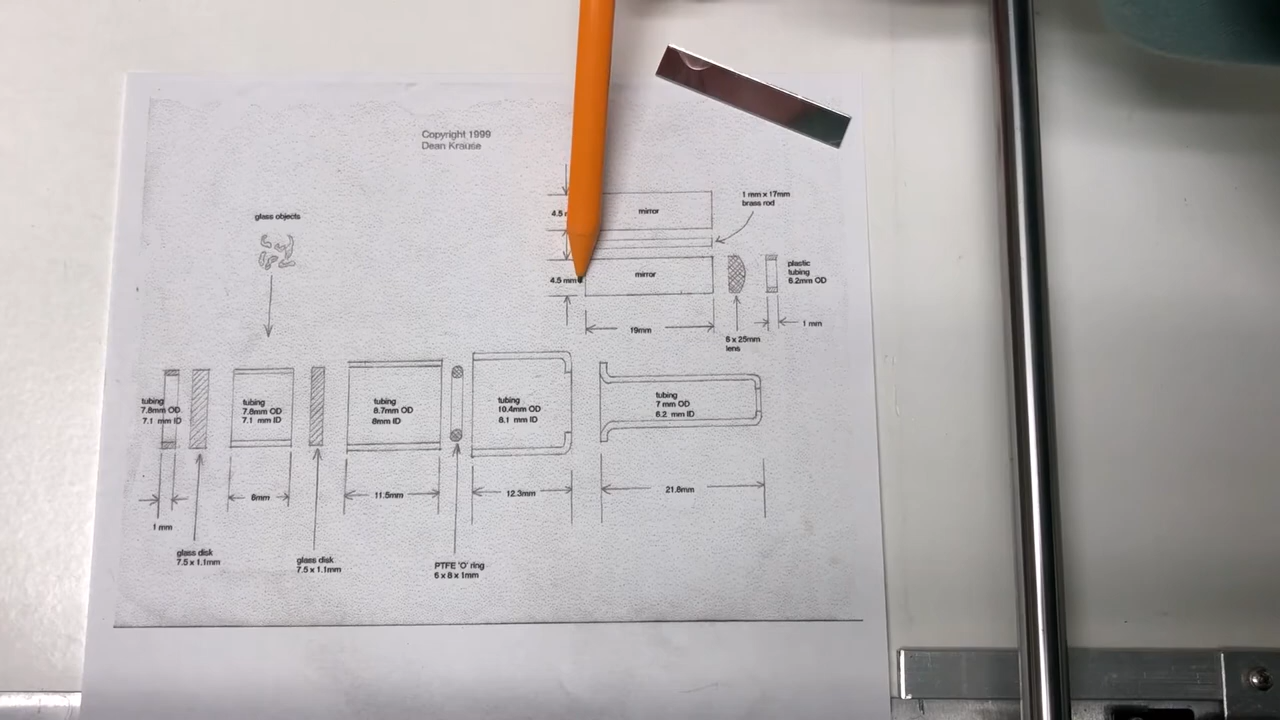 Copyright 1999
Dean Krause
glass objects
4.5
mirror
1 mm x 17mm
brass rod
4.5 mm
mirror
plastic
tubing
6.2mm OD
19mm
1 mm
6 x 25mm
lens
tubing
7.8mm OD
7.1 mm ID
tubing
7.8mm OD
7.1 mm ID
tubing
8.7mm OD
8mm ID
tubing
10.4mm OD
8.1 mm ID
tubing
7 mm OD
6.2 mm ID
1 mm
6mm
11.5mm
12.3mm
21.6mm
glass disk
7.5 x 1.1mm
glass disk
7.5 x 1.1mm
PTFE 'O' ring
6 x 8 x 1mm